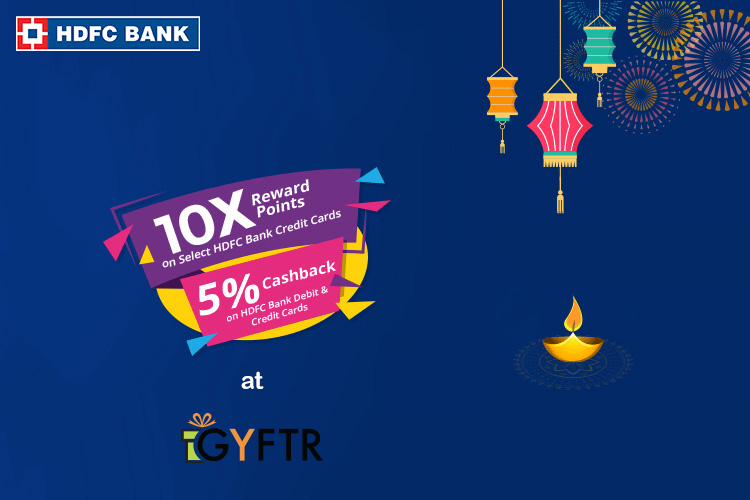 HDFC BANK
10X Reward
Points
on Select HDFC Bank Credit Cards
5% Cashback
on HDFC Bank Debit &
Credit Cards
at
GYFTR